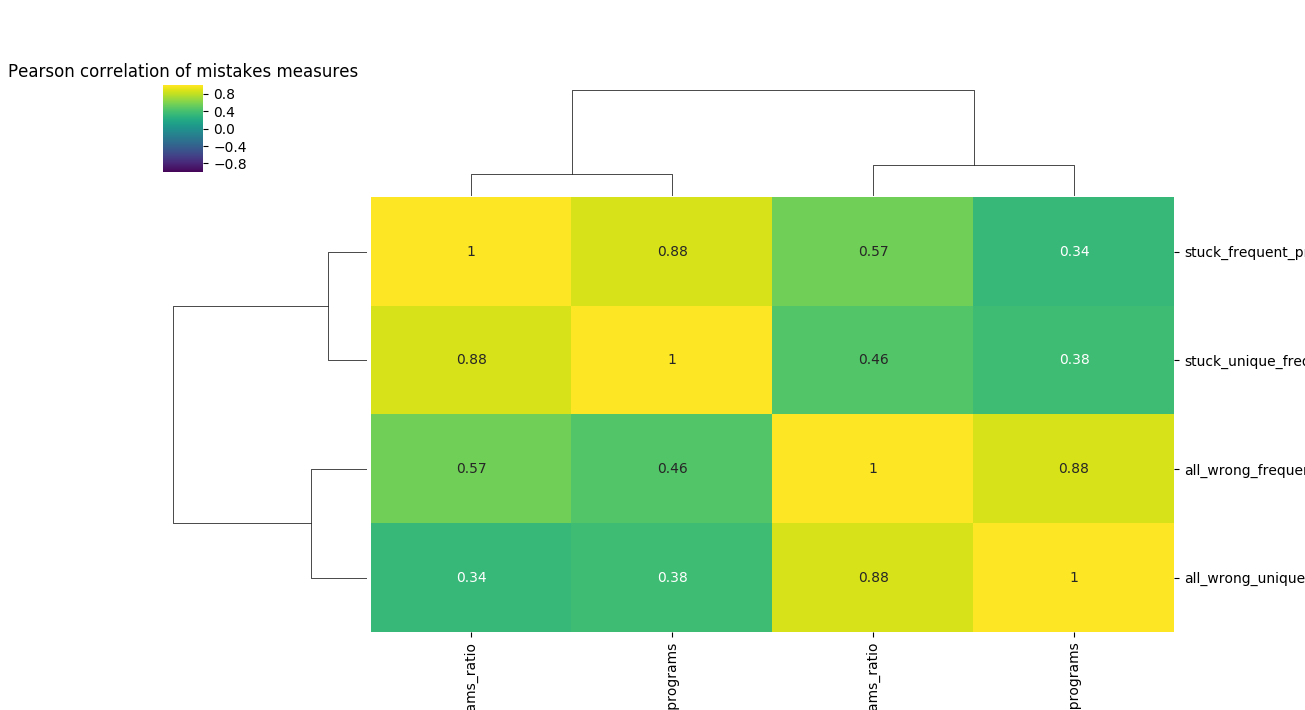 Pearson correlation of mistakes measures
0.8
0.4
0.0
−0.4
−0.8
1 0.88 0.57 0.34 stuck_frequent_pr
0.88 1 0.46 0.38 stuck_unique_freq
0.57 0.46 1 0.88 all_wrong_frequen
0.34 0.38 0.88 1 all_wrong_unique
ams_ratio
programs
ams_ratio
programs